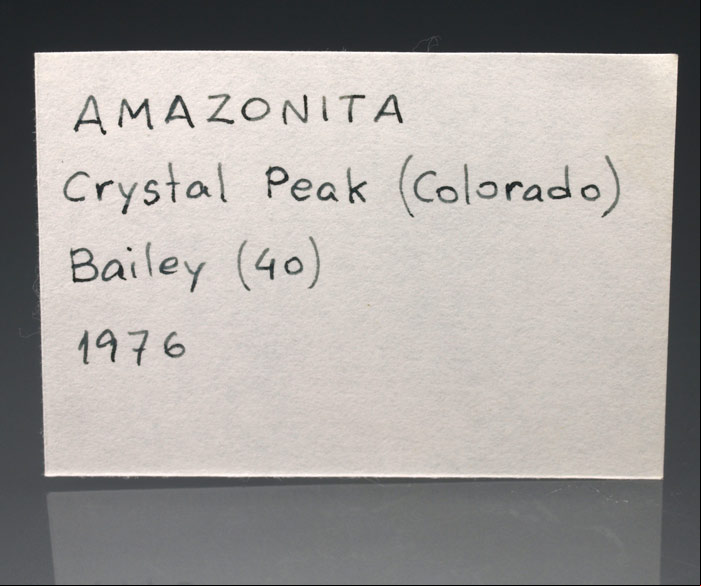 AMAZONITA
Crystal Peak (Colorado)
Bailey (40)
1976